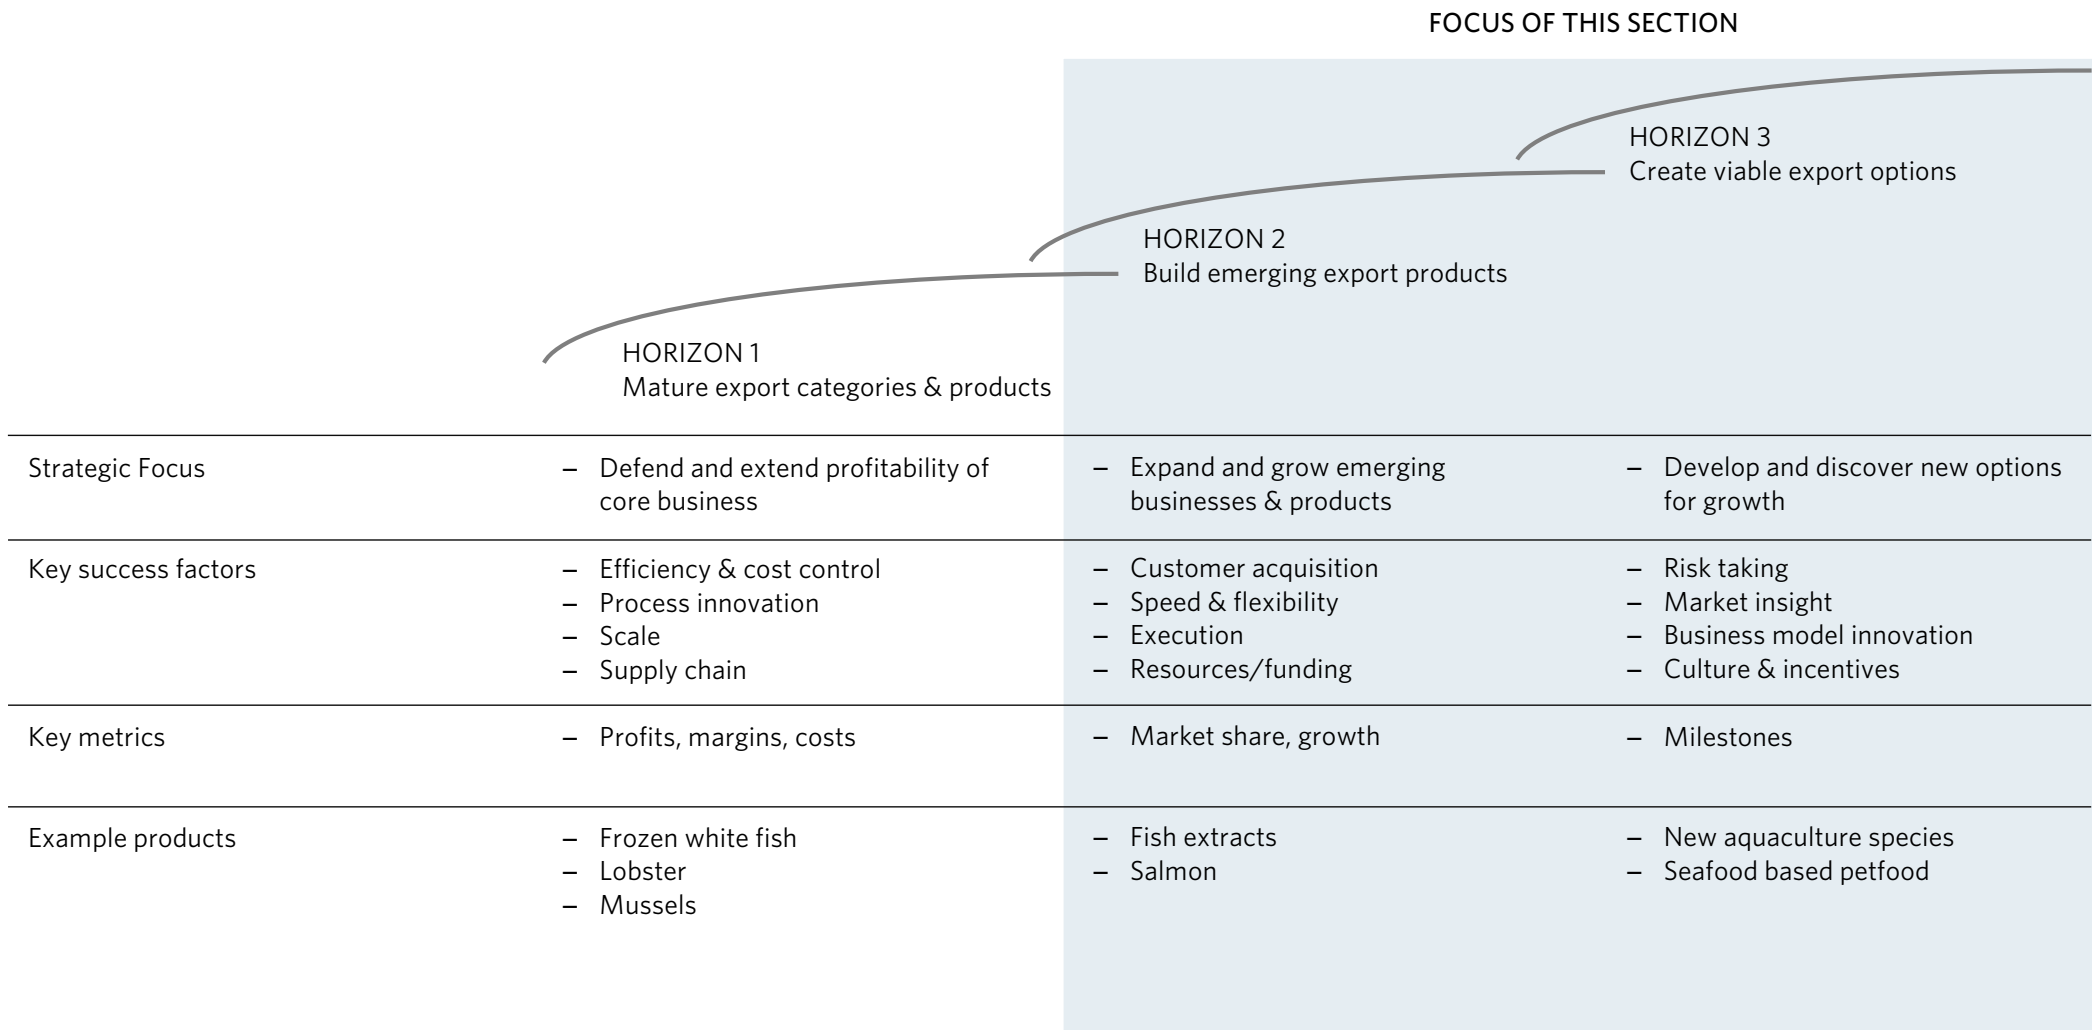 FOCUS OF THIS SECTION
HORIZON 3
Create viable export options
HORIZON 2
Build emerging export products
HORIZON 1
Mature export categories & products
Strategic Focus
– Defend and extend profitability of
core business
– Expand and grow emerging
businesses & products
– Develop and discover new options
for growth
Key success factors
– Efficiency & cost control
– Process innovation
– Scale
– Supply chain
– Customer acquisition
– Speed & flexibility
– Execution
– Resources/funding
– Risk taking
– Market insight
– Business model innovation
– Culture & incentives
Key metrics
– Profits, margins, costs
– Market share, growth
– Milestones
Example products
– Frozen white fish
– Lobster
– Mussels
– Fish extracts
– Salmon
– New aquaculture species
– Seafood based petfood